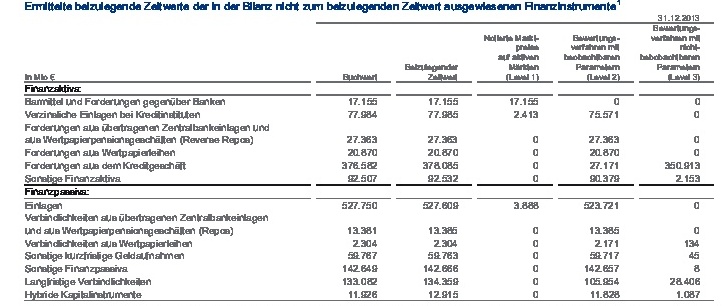 Ermittelte beizulegende Zeitwerte der in der Bilanz nicht zum beizulegenden Zeitwert ausgewiesenen Finanzinstrumente¹
31.12.2013
in Mio € Buchwert Beizulegender Zeitwert Notierte Marktpreise auf aktiven Märkten (Level 1) Bewertungsverfahren mit beobachtbaren Parametern (Level 2) Bewertungsverfahren mit nicht-beobachtbaren Parametern (Level 3)
Finanzaktiva:
Barmittel und Forderungen gegenüber Banken 17.155 17.155 17.155 0 0
Verzinsliche Einlagen bei Kreditinstituten 77.984 77.985 2.413 75.571 0
Forderungen aus übertragenen Zentralbankeinlagen und
aus Wertpapierpensionsgeschäften (Reverse Repos) 27.363 27.363 0 27.363 0
Forderungen aus Wertpapierleihen 20.870 20.870 0 20.870 0
Forderungen aus dem Kreditgeschäft 376.582 378.085 0 27.171 350.913
Sonstige Finanzaktiva 92.507 92.532 0 90.379 2.153
Finanzpassiva:
Einlagen 527.750 527.609 3.888 523.721 0
Verbindlichkeiten aus übertragenen Zentralbankeinlagen
und aus Wertpapierpensionsgeschäften (Repos) 13.381 13.385 0 13.385 0
Verbindlichkeiten aus Wertpapierleihen 2.304 2.304 0 2.171 134
Sonstige kurzfristige Geldaufnahmen 59.767 59.763 0 59.717 45
Sonstige Finanzpassiva 142.649 142.666 0 142.657 8
Langfristige Verbindlichkeiten 133.082 134.359 0 105.954 28.406
Hybride Kapitalinstrumente 11.926 12.915 0 11.828 1.087